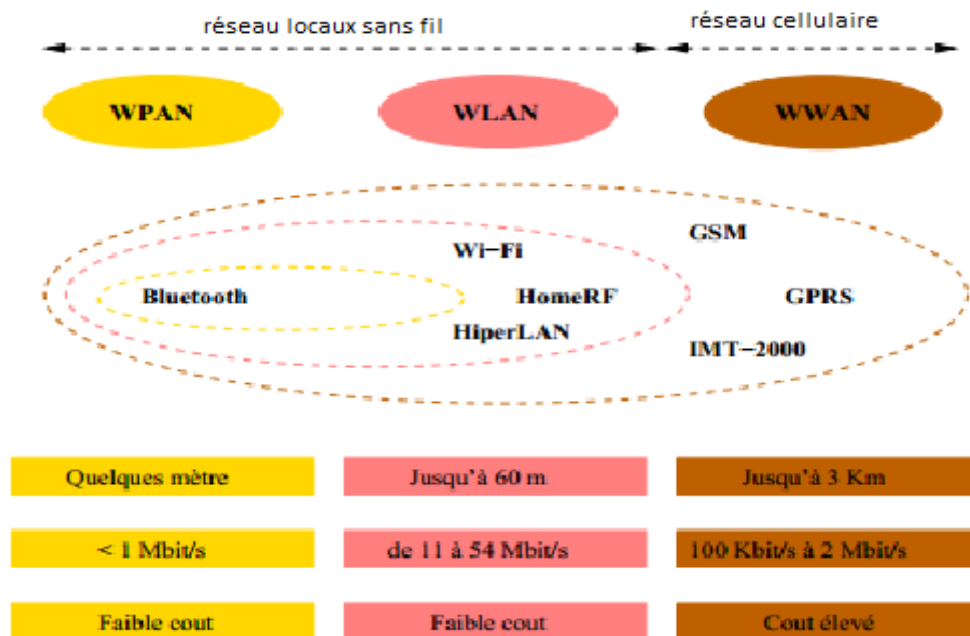 réseau locaux sans fil
réseau cellulaire
WPAN
WLAN
WWAN
GSM
Wi-Fi
Bluetooth
HomeRF
GPRS
HiperLAN
IMT-2000
Quelques mètre
Jusqu'à 60 m
Jusqu'à 3 Km
< 1 Mbit/s
de 11 à 54 Mbit/s
100 Kbit/s à 2 Mbit/s
Faible cout
Faible cout
Cout élevé